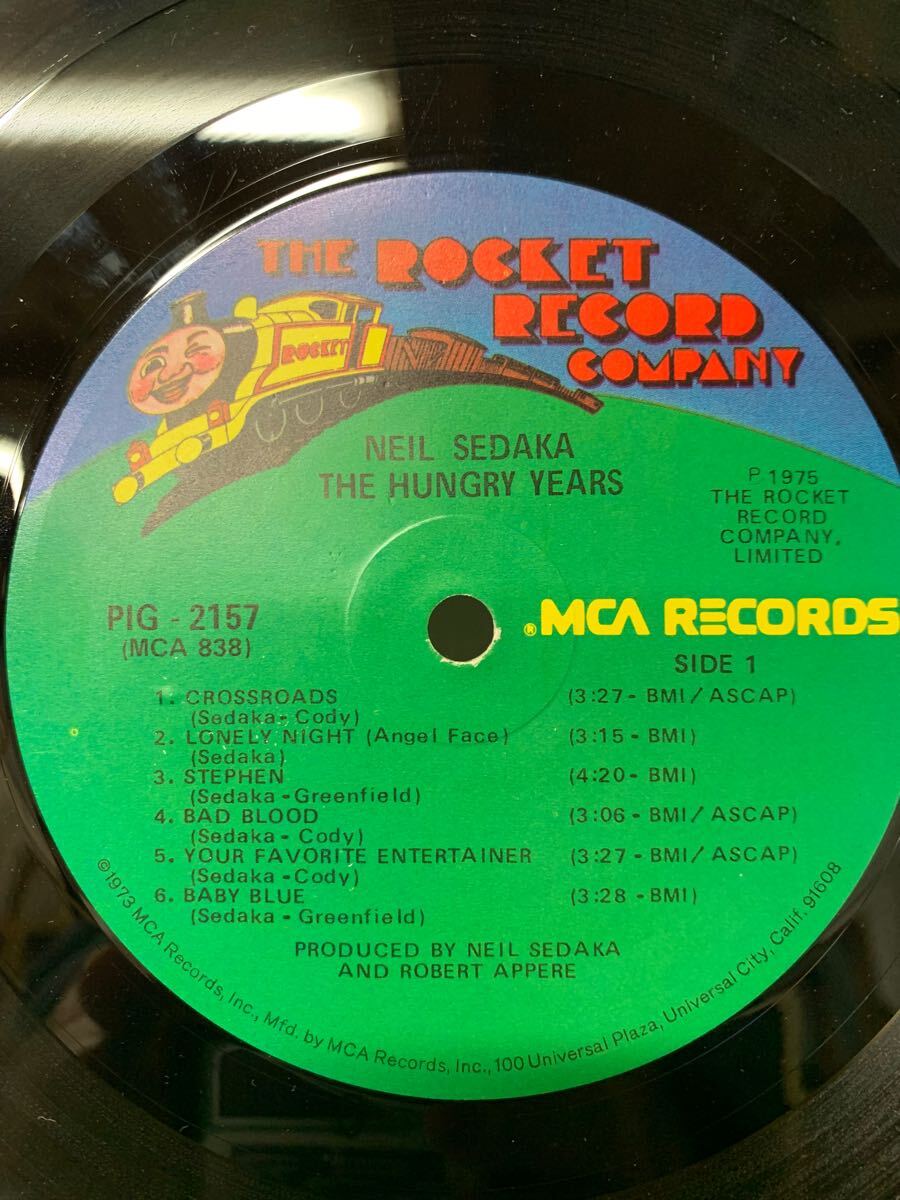 THE ROCKET
RECORD
COMPANY
ROCKET
NEIL SEDAKA
THE HUNGRY YEARS
P 1975
THE ROCKET
RECORD
COMPANY,
LIMITED
PIG - 2157
(MCA 838)
® MCA RECORDS
SIDE 1
1. CROSSROADS (3:27 - BMI/ASCAP)
(Sedaka - Cody)
2. LONELY NIGHT (Angel Face) (3:15 - BMI)
(Sedaka)
3. STEPHEN (4:20 - BMI)
(Sedaka - Greenfield)
4. BAD BLOOD (3:06 - BMI/ASCAP)
(Sedaka - Cody)
5. YOUR FAVORITE ENTERTAINER (3:27 - BMI/ASCAP)
(Sedaka - Cody)
6. BABY BLUE (3:28 - BMI)
(Sedaka - Greenfield)
PRODUCED BY NEIL SEDAKA
AND ROBERT APPERE
©1973 MCA Records, Inc., Mfd. by MCA Records, Inc., 100 Universal Plaza, Universal City, Calif. 91608